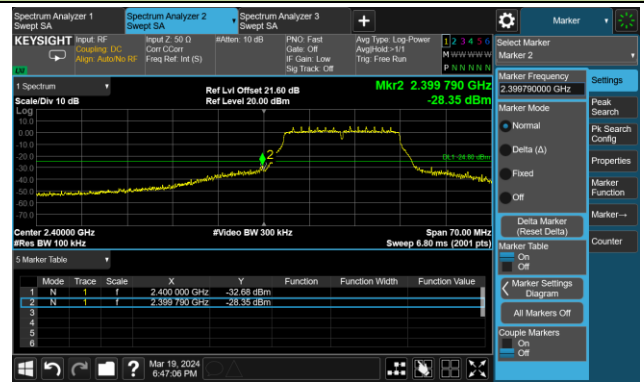 Spectrum Analyzer 1
Swept SA
Spectrum Analyzer 2
Swept SA
Spectrum Analyzer 3
Swept SA
+
Marker
KEYSIGHT
Input: RF
Coupling: DC
Align: Auto/No RF
Input Z: 50 Ω
Corr CCorr
Freq Ref: Int (S)
#Atten: 10 dB
PNO: Fast
Gate: Off
IF Gain: Low
Sig Track: Off
Avg Type: Log-Power
Avg|Hold:>1/1
Trig: Free Run
1 2 3 4 5 6
M W W W W W
P N N N N N
LW
Select Marker
Marker 2
1 Spectrum
Scale/Div 10 dB
Ref Lvl Offset 21.60 dB
Ref Level 20.00 dBm
Mkr2 2.399 790 GHz
-28.35 dBm
Log
10.0
0.00
-10.0
-20.0
-30.0
-40.0
-50.0
-60.0
-70.0
2
DL1 -24.60 dBm
Center 2.40000 GHz
#Res BW 100 kHz
#Video BW 300 kHz
Span 70.00 MHz
Sweep 6.80 ms (2001 pts)
5 Marker Table
Mode Trace Scale X Y Function Function Width Function Value
1 N 1 f 2.400 000 GHz -32.68 dBm
2 N 1 f 2.399 790 GHz -28.35 dBm
3
4
5
6
Marker Frequency
2.399790000 GHz
Marker Mode
Normal
Delta (Δ)
Fixed
Off
Delta Marker
(Reset Delta)
Marker Table
On
Off
Marker Settings
Diagram
All Markers Off
Couple Markers
On
Off
Settings
Peak
Search
Pk Search
Config
Properties
Marker
Function
Marker→
Counter
?
Mar 19, 2024
6:47:06 PM